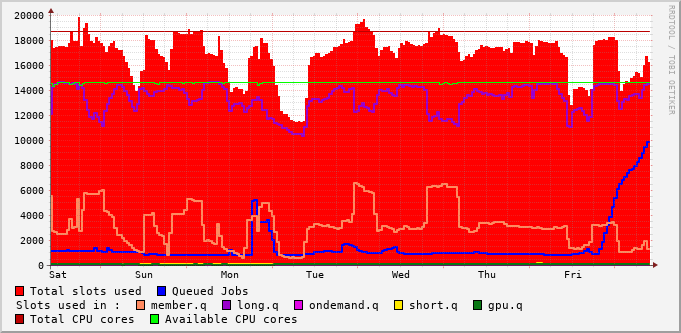 20000
18000
16000
14000
12000
10000
8000
6000
4000
2000
0
Sat Sun Mon Tue Wed Thu Fri
RRDTOOL / TOBI OETIKER
Total slots used Queued Jobs
Slots used in : member.q long.q ondemand.q short.q gpu.q
Total CPU cores Available CPU cores